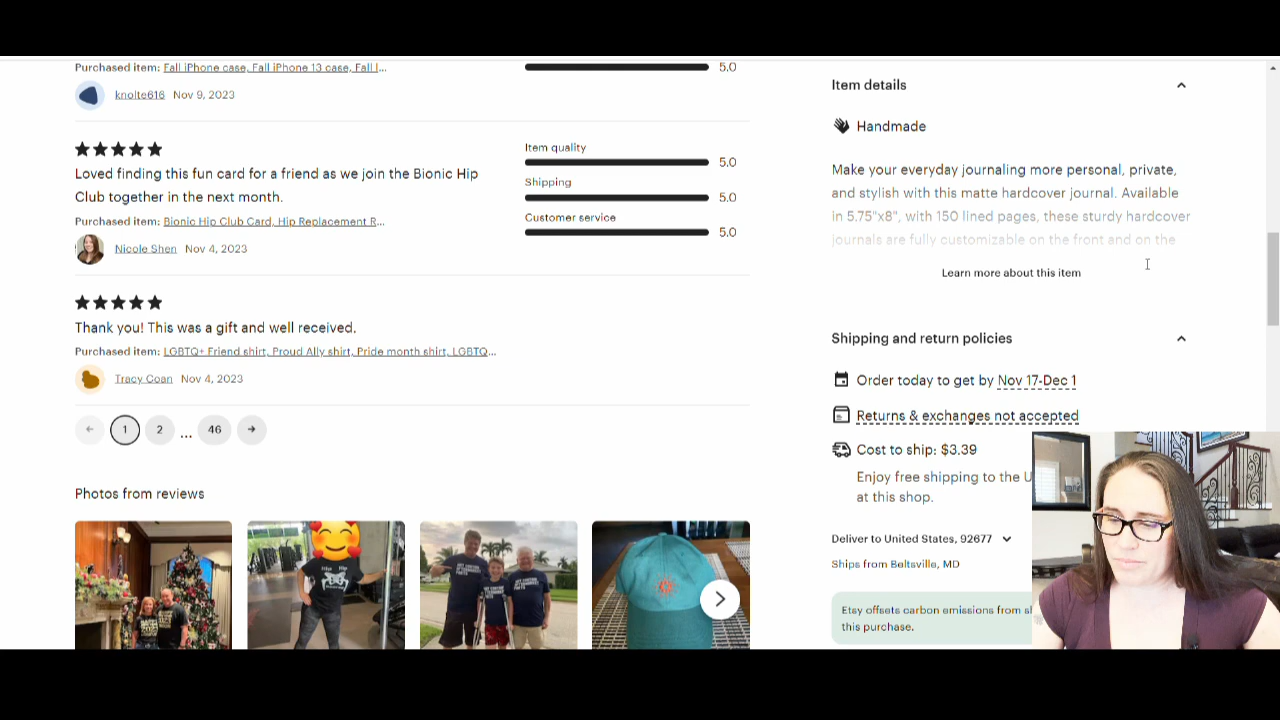 Purchased item: Fall iPhone case, Fall iPhone 13 case, Fall I...
5.0
knolte616 Nov 9, 2023
Loved finding this fun card for a friend as we join the Bionic Hip
Club together in the next month.
Purchased item: Bionic Hip Club Card, Hip Replacement R...
Nicole Shen Nov 4, 2023
Item quality
5.0
Shipping
5.0
Customer service
5.0
Thank you! This was a gift and well received.
Purchased item: LGBTQ+ Friend shirt, Proud Ally shirt, Pride month shirt, LGBTQ...
Tracy Coan Nov 4, 2023
1 2 ... 46
Photos from reviews
Item details
Handmade
Make your everyday journaling more personal, private,
and stylish with this matte hardcover journal. Available
in 5.75"x8", with 150 lined pages, these sturdy hardcover
journals are fully customizable on the front and on the
Learn more about this item
Shipping and return policies
Order today to get by Nov 17-Dec 1
Returns & exchanges not accepted
Cost to ship: $3.39
Enjoy free shipping to the U
at this shop.
Deliver to United States, 92677
Ships from Beltsville, MD
Etsy offsets carbon emissions from
this purchase.